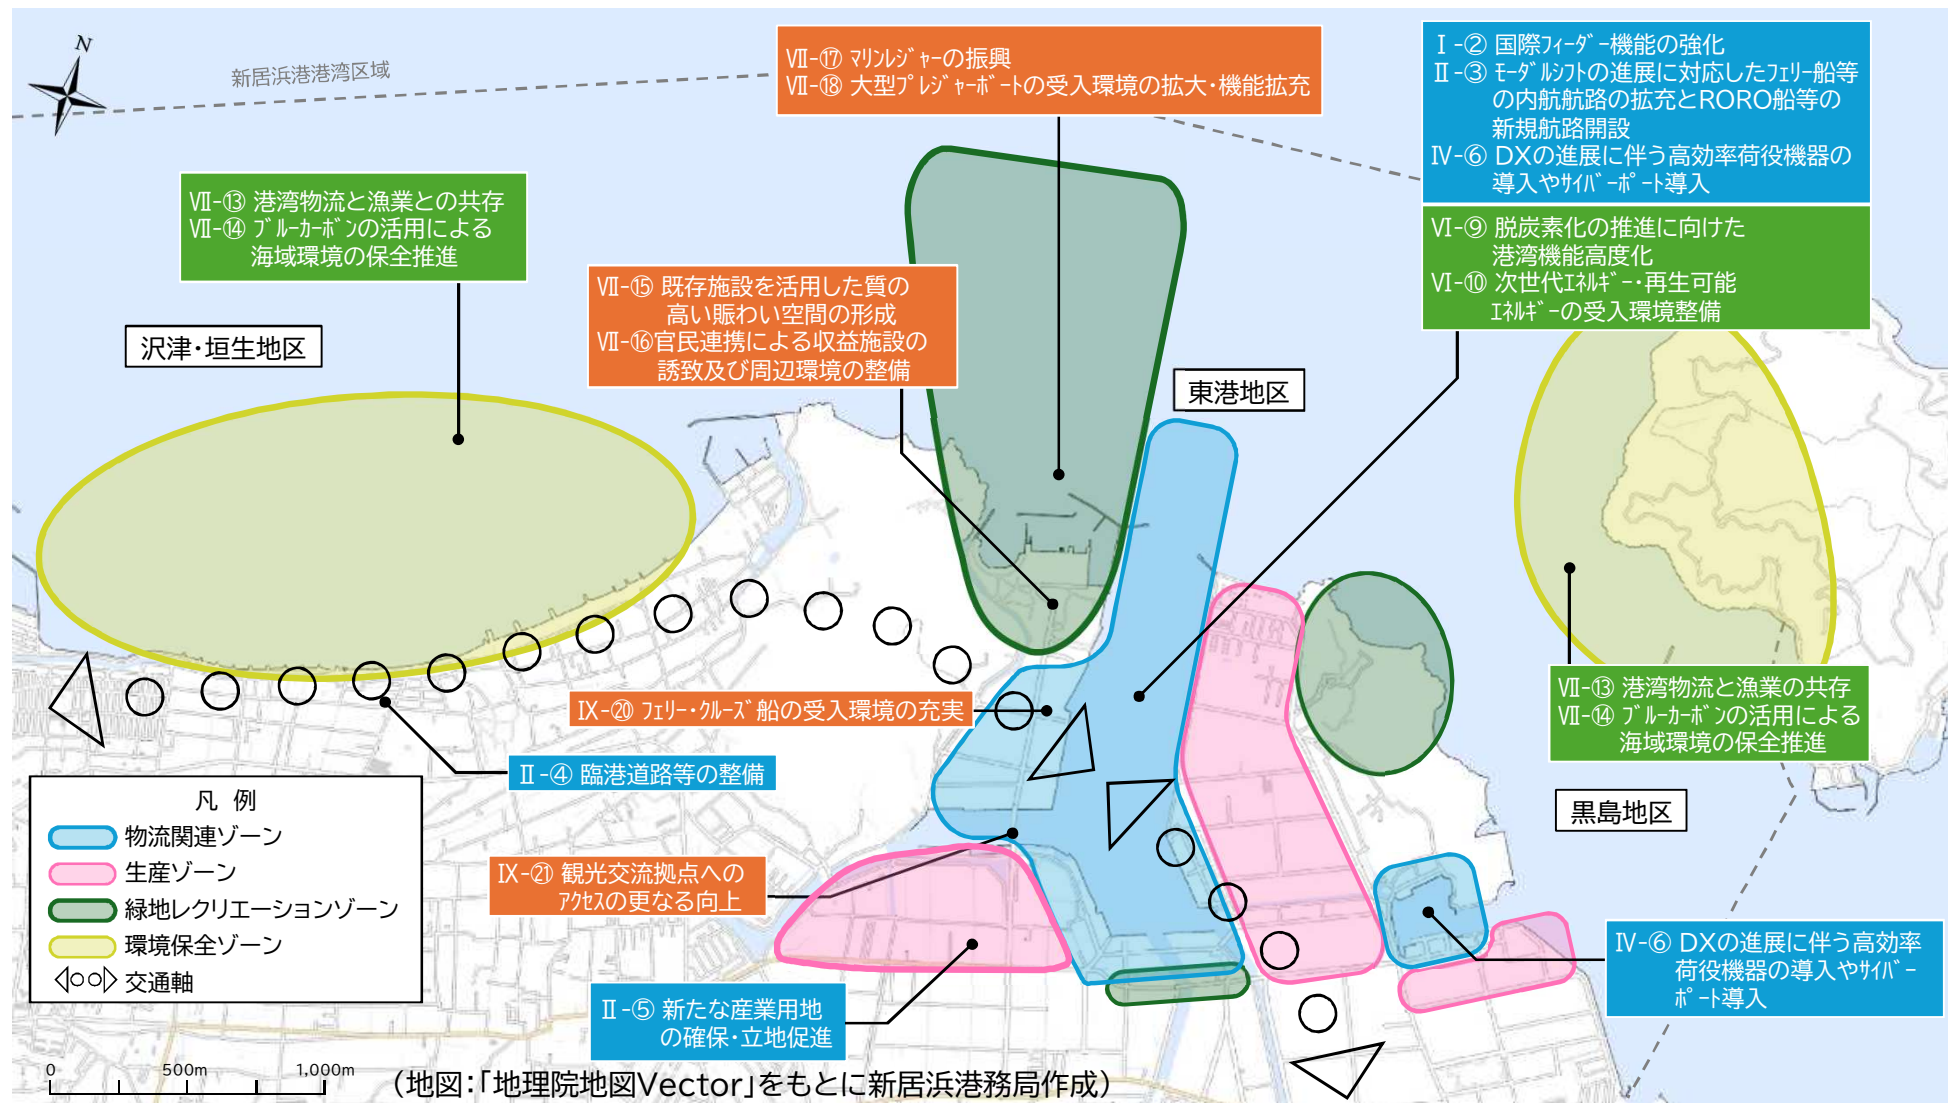 N
新居浜港港湾区域
Ⅶ-⑰ ﾏﾘﾝﾚｼﾞｬｰの振興
Ⅶ-⑱ 大型ﾌﾟﾚｼﾞｬｰﾎﾞｰﾄの受入環境の拡大・機能拡充
Ⅰ-② 国際ﾌｨｰﾀﾞｰ機能の強化
Ⅱ-③ ﾓｰﾀﾞﾙｼﾌﾄの進展に対応したﾌｪﾘｰ船等
の内航航路の拡充とRORO船等の
新規航路開設
Ⅳ-⑥ DXの進展に伴う高効率荷役機器の
導入やｻｲﾊﾞｰﾎﾟｰﾄ導入
Ⅵ-⑨ 脱炭素化の推進に向けた
港湾機能高度化
Ⅵ-⑩ 次世代ｴﾈﾙｷﾞｰ・再生可能
ｴﾈﾙｷﾞｰの受入環境整備
Ⅶ-⑬ 港湾物流と漁業との共存
Ⅶ-⑭ ﾌﾞﾙｰｶｰﾎﾞﾝの活用による
海域環境の保全推進
Ⅶ-⑮ 既存施設を活用した質の
高い賑わい空間の形成
Ⅶ-⑯官民連携による収益施設の
誘致及び周辺環境の整備
沢津・垣生地区
東港地区
Ⅸ-⑳ ﾌｪﾘｰ・ｸﾙｰｽﾞ船の受入環境の充実
Ⅱ-④ 臨港道路等の整備
Ⅶ-⑬ 港湾物流と漁業の共存
Ⅶ-⑭ ﾌﾞﾙｰｶｰﾎﾞﾝの活用による
海域環境の保全推進
黒島地区
凡 例
物流関連ゾーン
生産ゾーン
緑地レクリエーションゾーン
環境保全ゾーン
交通軸
Ⅸ-㉑ 観光交流拠点への
ｱｸｾｽの更なる向上
Ⅱ-⑤ 新たな産業用地
の確保・立地促進
Ⅳ-⑥ DXの進展に伴う高効率
荷役機器の導入やｻｲﾊﾞｰ
ﾎﾟｰﾄ導入
0 500m 1,000m
(地図：「地理院地図Vector」をもとに新居浜港務局作成)